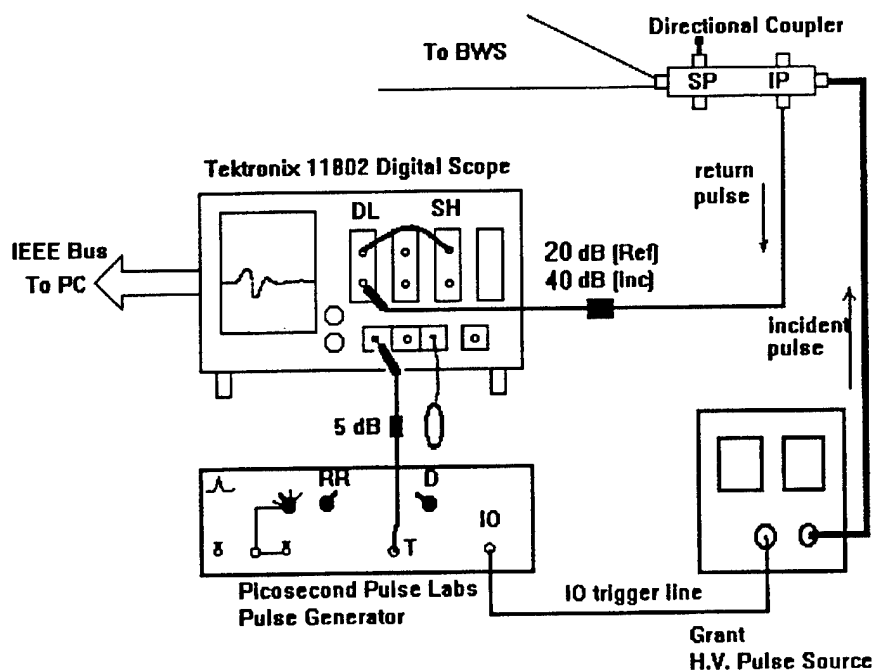 Directional Coupler
To BWS
SP
IP
Tektronix 11802 Digital Scope
return
pulse
DL
SH
IEEE Bus
To PC
20 dB (Ref)
40 dB (Inc)
incident
pulse
5 dB
RR
D
IO
T
Picosecond Pulse Labs
Pulse Generator
IO trigger line
Grant
H.V. Pulse Source